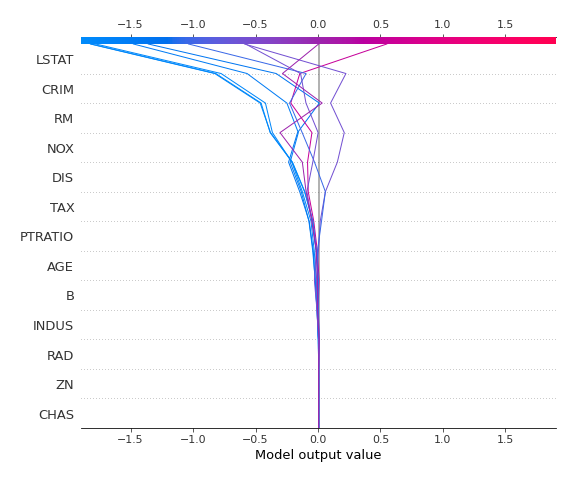 −1.5 −1.0 −0.5 0.0 0.5 1.0 1.5
LSTAT
CRIM
RM
NOX
DIS
TAX
PTRATIO
AGE
B
INDUS
RAD
ZN
CHAS
−1.5 −1.0 −0.5 0.0 0.5 1.0 1.5
Model output value